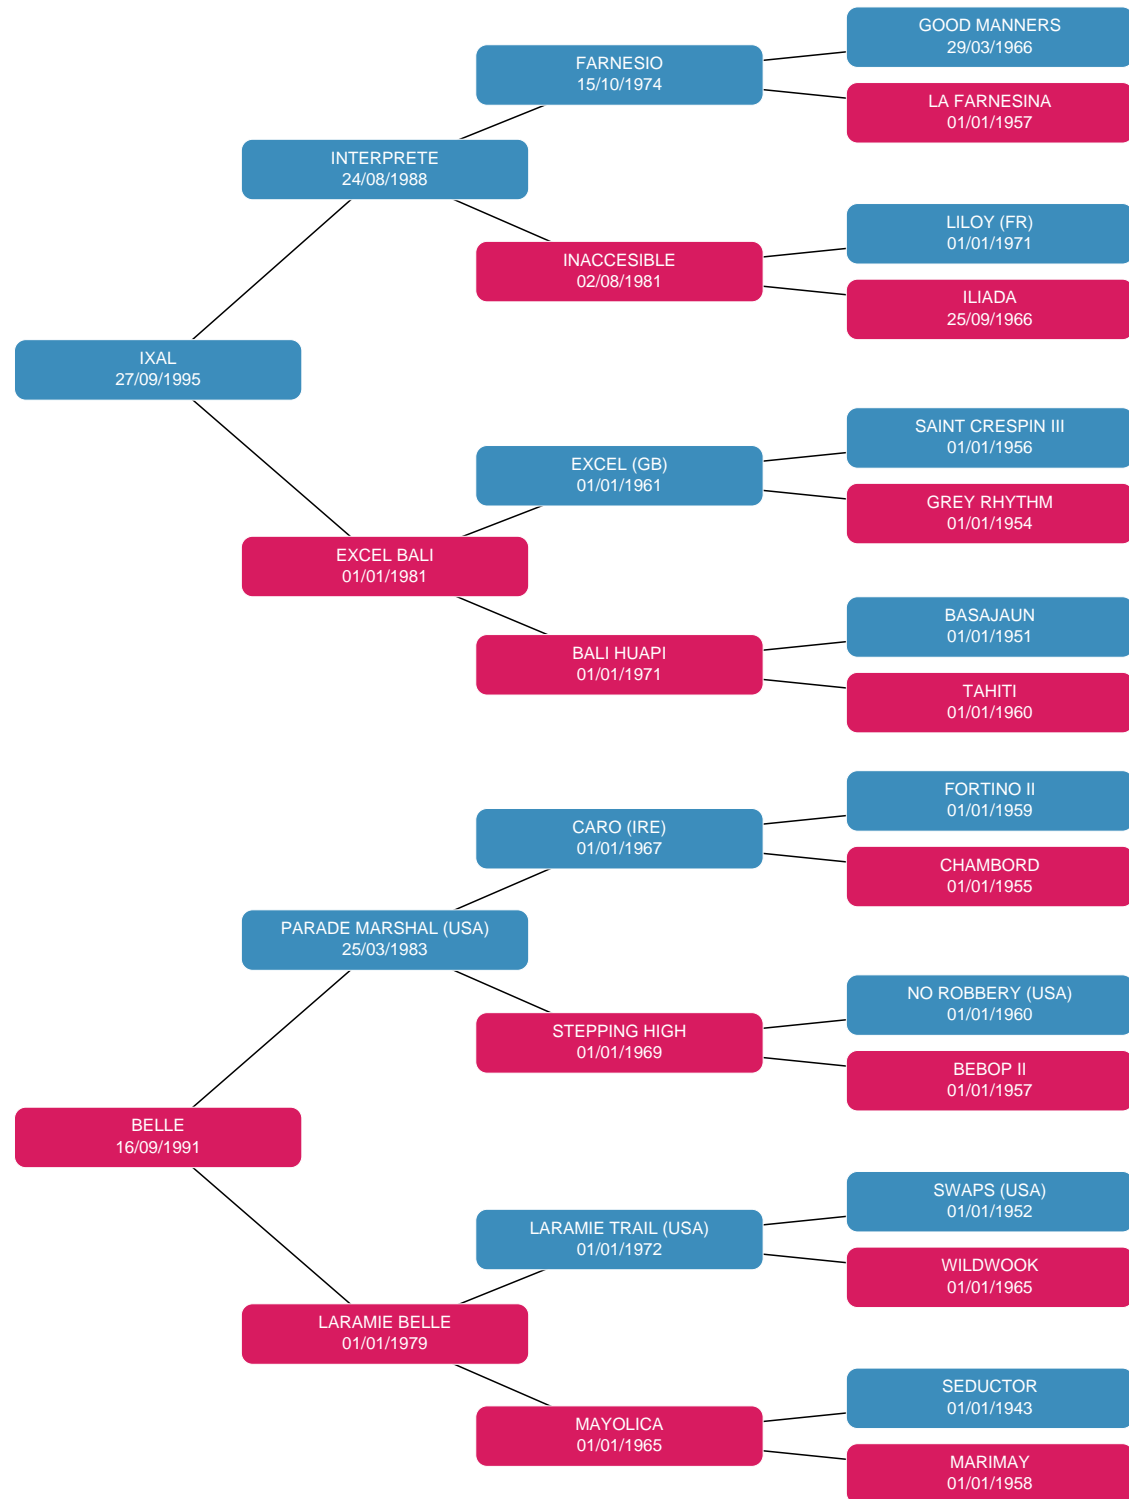 GOOD MANNERS
29/03/1966
FARNESIO
15/10/1974
LA FARNESINA
01/01/1957
INTERPRETE
24/08/1988
LILOY (FR)
01/01/1971
INACCESIBLE
02/08/1981
ILIADA
25/09/1966
IXAL
27/09/1995
SAINT CRESPIN III
01/01/1956
EXCEL (GB)
01/01/1961
GREY RHYTHM
01/01/1954
EXCEL BALI
01/01/1981
BASAJAUN
01/01/1951
BALI HUAPI
01/01/1971
TAHITI
01/01/1960
FORTINO II
01/01/1959
CARO (IRE)
01/01/1967
CHAMBORD
01/01/1955
PARADE MARSHAL (USA)
25/03/1983
NO ROBBERY (USA)
01/01/1960
STEPPING HIGH
01/01/1969
BEBOP II
01/01/1957
BELLE
16/09/1991
SWAPS (USA)
01/01/1952
LARAMIE TRAIL (USA)
01/01/1972
WILDWOOK
01/01/1965
LARAMIE BELLE
01/01/1979
SEDUCTOR
01/01/1943
MAYOLICA
01/01/1965
MARIMAY
01/01/1958